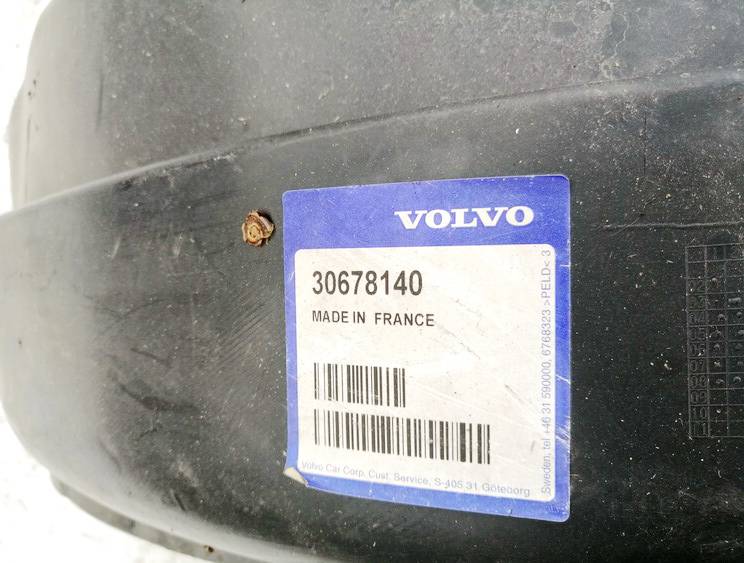 VOLVO
30678140
MADE IN FRANCE
Volvo Car Corp. Cust. Service, S-405 31 Göteborg
Sweden, tel +46 31 590000, 6768323 >PELD< 3